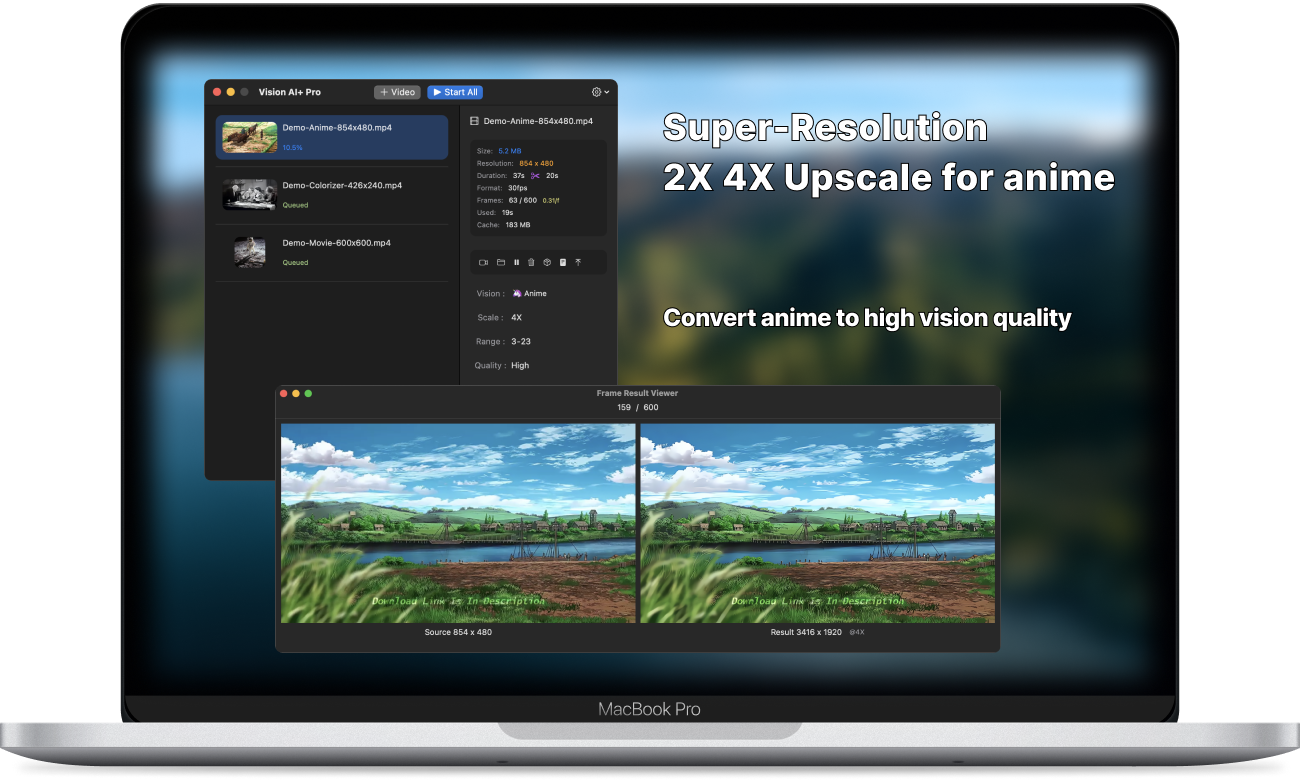 Vision AI+ Pro
+ Video
Start All
Demo-Anime-854x480.mp4
10.5%
Demo-Colorizer-426x240.mp4
Queued
Demo-Movie-600x600.mp4
Queued
Demo-Anime-854x480.mp4
Size: 5.2 MB
Resolution: 854 x 480
Duration: 37s 20s
Format: 30fps
Frames: 63 / 600 0.31/f
Used: 19s
Cache: 183 MB
Vision : Anime
Scale : 4X
Range : 3-23
Quality : High
Super-Resolution
2X 4X Upscale for anime
Convert anime to high vision quality
Frame Result Viewer
159 / 600
Download Link Is In Description
Download Link Is In Description
Source 854 x 480
Result 3416 x 1920 @4X
MacBook Pro